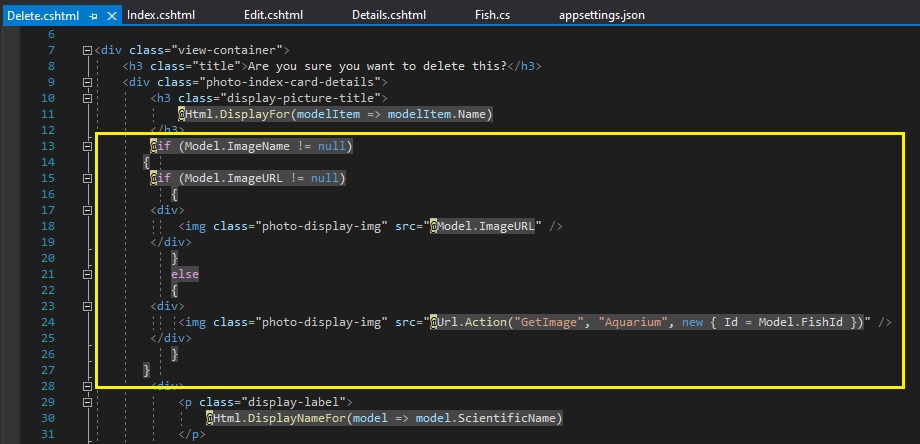 Delete.cshtml Index.cshtml Edit.cshtml Details.cshtml Fish.cs appsettings.json
6
7 <div class="view-container">
8 <h3 class="title">Are you sure you want to delete this?</h3>
9 <div class="photo-index-card-details">
10 <h3 class="display-picture-title">
11 @Html.DisplayFor(modelItem => modelItem.Name)
12 </h3>
13 @if (Model.ImageName != null)
14 {
15 @if (Model.ImageURL != null)
16 {
17 <div>
18 <img class="photo-display-img" src="@Model.ImageURL" />
19 </div>
20 }
21 else
22 {
23 <div>
24 <img class="photo-display-img" src="@Url.Action("GetImage", "Aquarium", new { Id = Model.FishId })" />
25 </div>
26 }
27 }
28 <div>
29 <p class="display-label">
30 @Html.DisplayNameFor(model => model.ScientificName)
31 </p>